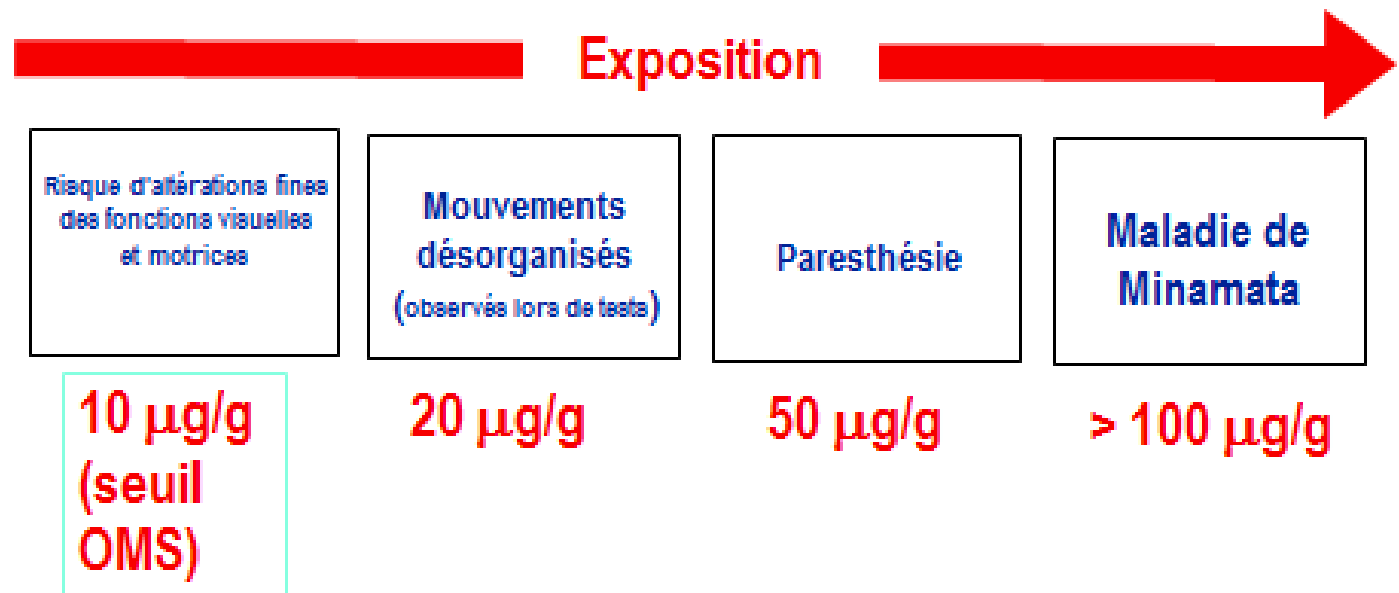 Exposition
Risque d'altérations fines
des fonctions visuelles
et motrices
Mouvements
désorganisés
(observés lors de tests)
Paresthésie
Maladie de
Minamata
10 µg/g
(seuil
OMS)
20 µg/g
50 µg/g
> 100 µg/g